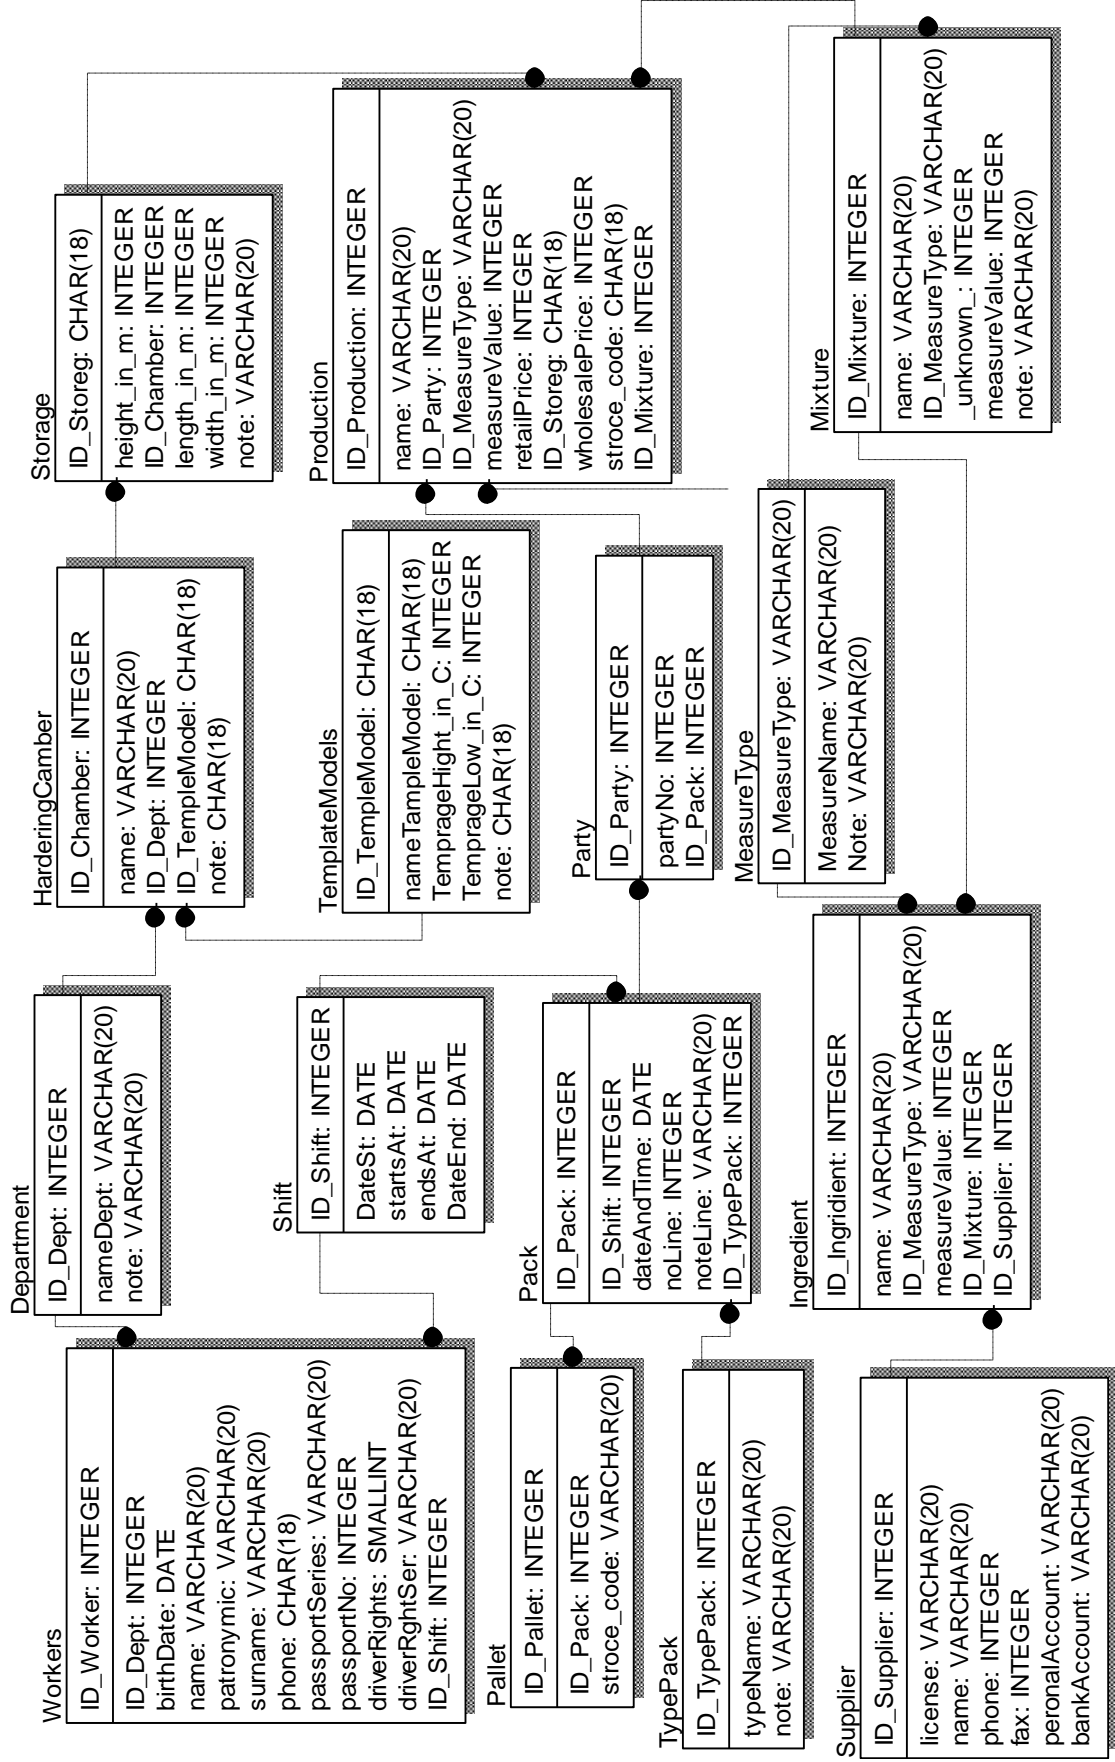 Workers
ID_Worker: INTEGER
ID_Dept: INTEGER
birthDate: DATE
name: VARCHAR(20)
patronymic: VARCHAR(20)
surname: VARCHAR(20)
phone: CHAR(18)
passportSeries: VARCHAR(20)
passportNo: INTEGER
driverRights: SMALLINT
driverRghtSer: VARCHAR(20)
ID_Shift: INTEGER
Department
ID_Dept: INTEGER
nameDept: VARCHAR(20)
note: VARCHAR(20)
HarderingCamber
ID_Chamber: INTEGER
name: VARCHAR(20)
ID_Dept: INTEGER
ID_TempleModel: CHAR(18)
note: CHAR(18)
Storage
ID_Storeg: CHAR(18)
height_in_m: INTEGER
ID_Chamber: INTEGER
length_in_m: INTEGER
width_in_m: INTEGER
note: VARCHAR(20)
Shift
ID_Shift: INTEGER
DateSt: DATE
startsAt: DATE
endsAt: DATE
DateEnd: DATE
TemplateModels
ID_TempleModel: CHAR(18)
nameTampleModel: CHAR(18)
TemprageHight_in_C: INTEGER
TemprageLow_in_C: INTEGER
note: CHAR(18)
Production
ID_Production: INTEGER
name: VARCHAR(20)
ID_Party: INTEGER
ID_MeasureType: VARCHAR(20)
measureValue: INTEGER
retailPrice: INTEGER
ID_Storeg: CHAR(18)
wholesalePrice: INTEGER
stroce_code: CHAR(18)
ID_Mixture: INTEGER
Pallet
ID_Pallet: INTEGER
ID_Pack: INTEGER
stroce_code: VARCHAR(20)
Pack
ID_Pack: INTEGER
ID_Shift: INTEGER
dateAndTime: DATE
noLine: INTEGER
noteLine: VARCHAR(20)
ID_TypePack: INTEGER
Party
ID_Party: INTEGER
partyNo: INTEGER
ID_Pack: INTEGER
TypePack
ID_TypePack: INTEGER
typeName: VARCHAR(20)
note: VARCHAR(20)
MeasureType
ID_MeasureType: VARCHAR(20)
MeasureName: VARCHAR(20)
Note: VARCHAR(20)
Mixture
ID_Mixture: INTEGER
name: VARCHAR(20)
ID_MeasureType: VARCHAR(20)
_unknown_: INTEGER
measureValue: INTEGER
note: VARCHAR(20)
Supplier
ID_Supplier: INTEGER
license: VARCHAR(20)
name: VARCHAR(20)
phone: INTEGER
fax: INTEGER
peronalAccount: VARCHAR(20)
bankAccount: VARCHAR(20)
Ingredient
ID_Ingridient: INTEGER
name: VARCHAR(20)
ID_MeasureType: VARCHAR(20)
measureValue: INTEGER
ID_Mixture: INTEGER
ID_Supplier: INTEGER